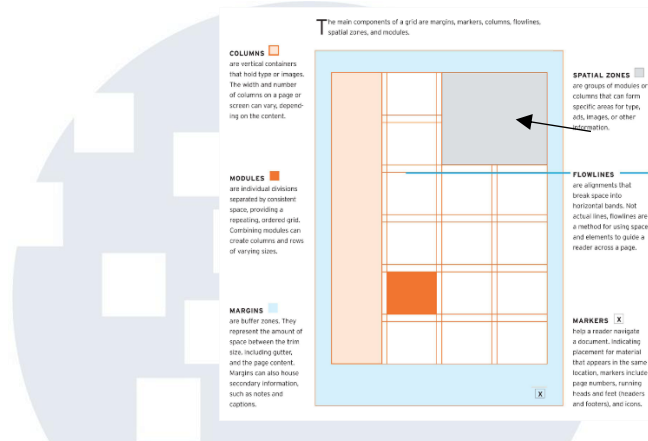 The main components of a grid are margins, markers, columns, flowlines,
spatial zones, and modules.
COLUMNS
are vertical containers
that hold type or images.
The width and number
of columns on a page or
screen can vary, depend-
ing on the content.
MODULES
are individual divisions
separated by consistent
space, providing a
repeating, ordered grid.
Combining modules can
create columns and rows
of varying sizes.
MARGINS
are buffer zones. They
represent the amount of
space between the trim
size, including gutter,
and the page content.
Margins can also house
secondary information,
such as notes and
captions.
X
SPATIAL ZONES
are groups of modules or
columns that can form
specific areas for type,
ads, images, or other
information.
FLOWLINES
are alignments that
break space into
horizontal bands. Not
actual lines, flowlines are
a method for using space
and elements to guide a
reader across a page.
MARKERS X
help a reader navigate
a document. Indicating
placement for material
that appears in the same
location, markers include
page numbers, running
heads and feet (headers
and footers), and icons.